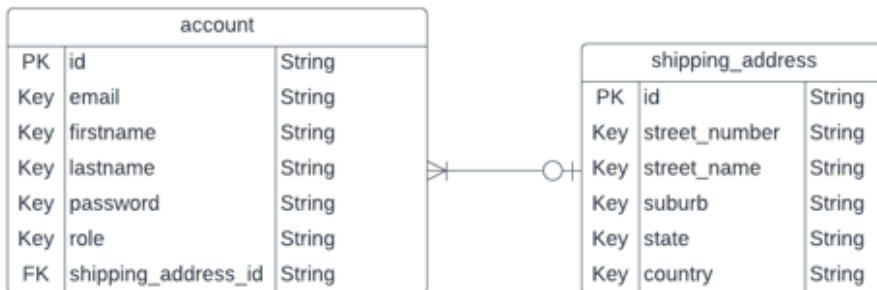 account
PK id String
Key email String
Key firstname String
Key lastname String
Key password String
Key role String
FK shipping_address_id String
shipping_address
PK id String
Key street_number String
Key street_name String
Key suburb String
Key state String
Key country String